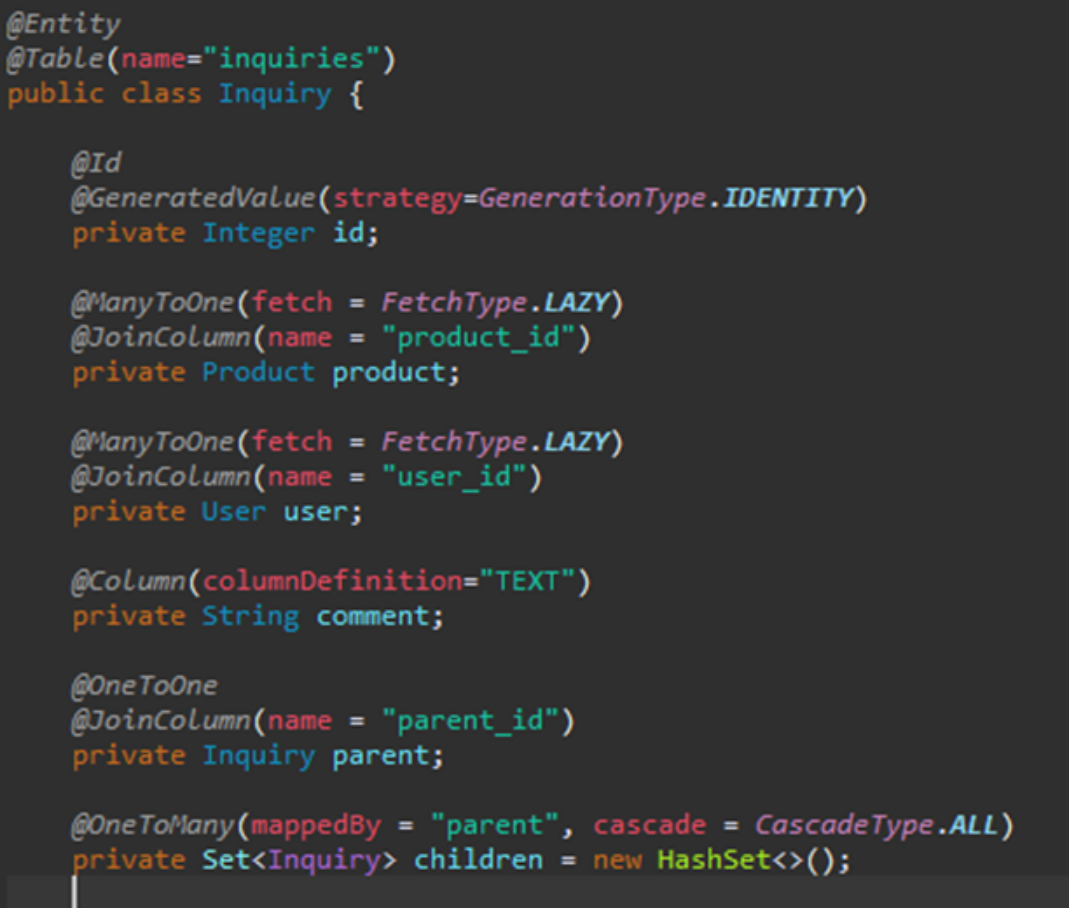 @Entity
@Table(name="inquiries")
public class Inquiry {
@Id
@GeneratedValue(strategy=GenerationType.IDENTITY)
private Integer id;
@ManyToOne(fetch = FetchType.LAZY)
@JoinColumn(name = "product_id")
private Product product;
@ManyToOne(fetch = FetchType.LAZY)
@JoinColumn(name = "user_id")
private User user;
@Column(columnDefinition="TEXT")
private String comment;
@OneToOne
@JoinColumn(name = "parent_id")
private Inquiry parent;
@OneToMany(mappedBy = "parent", cascade = CascadeType.ALL)
private Set<Inquiry> children = new HashSet<>();